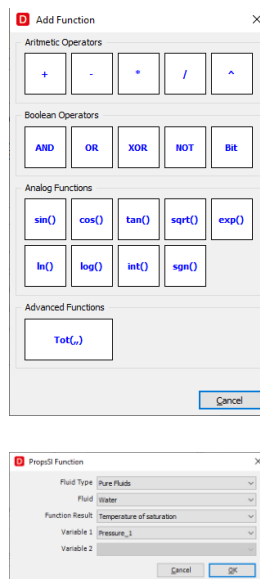 D Add Function
Aritmetic Operators
+ - * / ^
Boolean Operators
AND OR XOR NOT Bit
Analog Functions
sin() cos() tan() sqrt() exp()
ln() log() int() sgn()
Advanced Functions
Tot(,,)
Cancel
D PropsSI Function
Fluid Type Pure Fluids
Fluid Water
Function Result Temperature of saturation
Variable 1 Pressure_1
Variable 2
Cancel OK